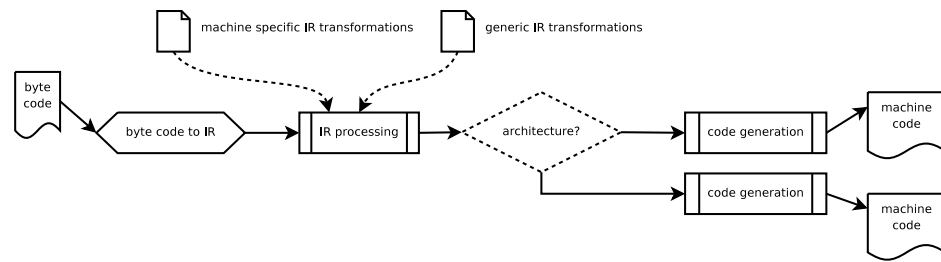 machine specific IR transformations
generic IR transformations
byte
code
byte code to IR
IR processing
architecture?
code generation
machine
code
code generation
machine
code